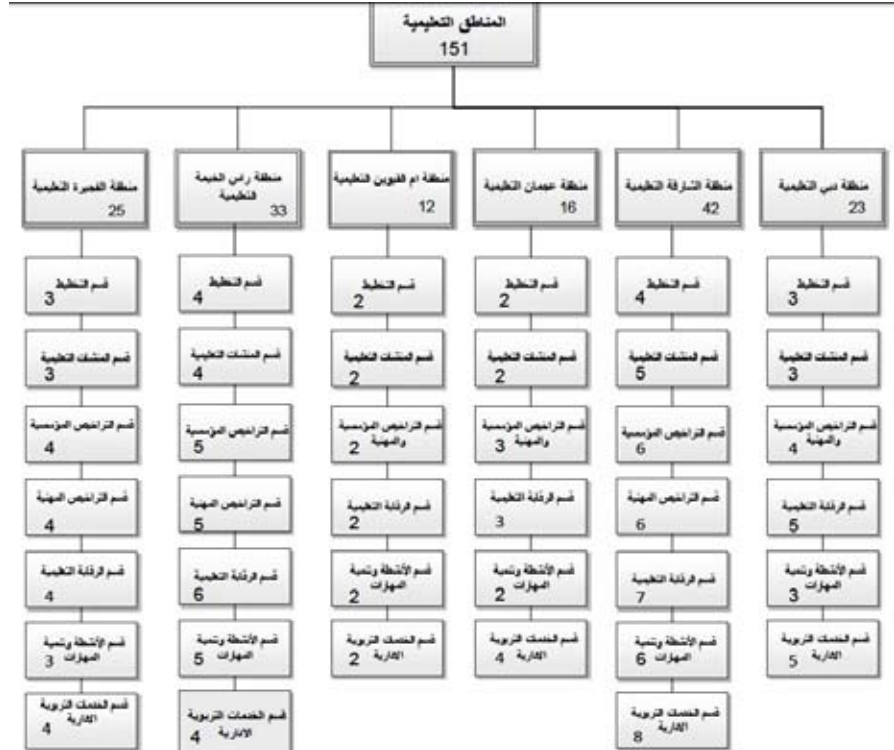 المناطق التعليمية
151
منطقة دبي التعليمية
23
قسم التخطيط
3
قسم المنشات التعليمية
3
قسم التراخيص المؤسسية
والمهنية 4
قسم الرقابة التعليمية
5
قسم الأنشطة وتنمية
المهارات 3
قسم الخدمات التربوية
الادارية 5
منطقة الشارقة التعليمية
42
قسم التخطيط
4
قسم المنشات التعليمية
5
قسم التراخيص المؤسسية
6
قسم التراخيص المهنية
6
قسم الرقابة التعليمية
7
قسم الأنشطة وتنمية
المهارات 6
قسم الخدمات التربوية
الادارية 8
منطقة عجمان التعليمية
16
قسم التخطيط
2
قسم المنشات التعليمية
2
قسم التراخيص المؤسسية
والمهنية 3
قسم الرقابة التعليمية
3
قسم الأنشطة وتنمية
المهارات 2
قسم الخدمات التربوية
الادارية 4
منطقة ام القيوين التعليمية
12
قسم التخطيط
2
قسم المنشات التعليمية
2
قسم التراخيص المؤسسية
والمهنية 2
قسم الرقابة التعليمية
2
قسم الأنشطة وتنمية
المهارات 2
قسم الخدمات التربوية
الادارية 2
منطقة راس الخيمة
التعليمية
33
قسم التخطيط
4
قسم المنشات التعليمية
4
قسم التراخيص المؤسسية
5
قسم التراخيص المهنية
5
قسم الرقابة التعليمية
6
قسم الأنشطة وتنمية
المهارات 5
قسم الخدمات التربوية
الادارية 4
منطقة الفجيرة التعليمية
25
قسم التخطيط
3
قسم المنشات التعليمية
3
قسم التراخيص المؤسسية
4
قسم التراخيص المهنية
4
قسم الرقابة التعليمية
4
قسم الأنشطة وتنمية
المهارات 3
قسم الخدمات التربوية
الادارية 4